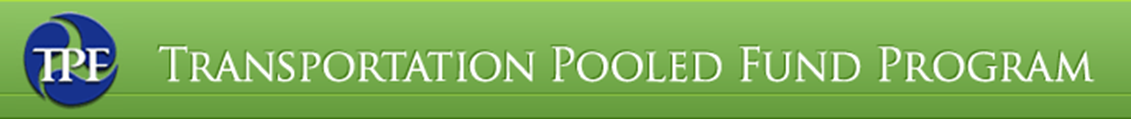 TPF TRANSPORTATION POOLED FUND PROGRAM